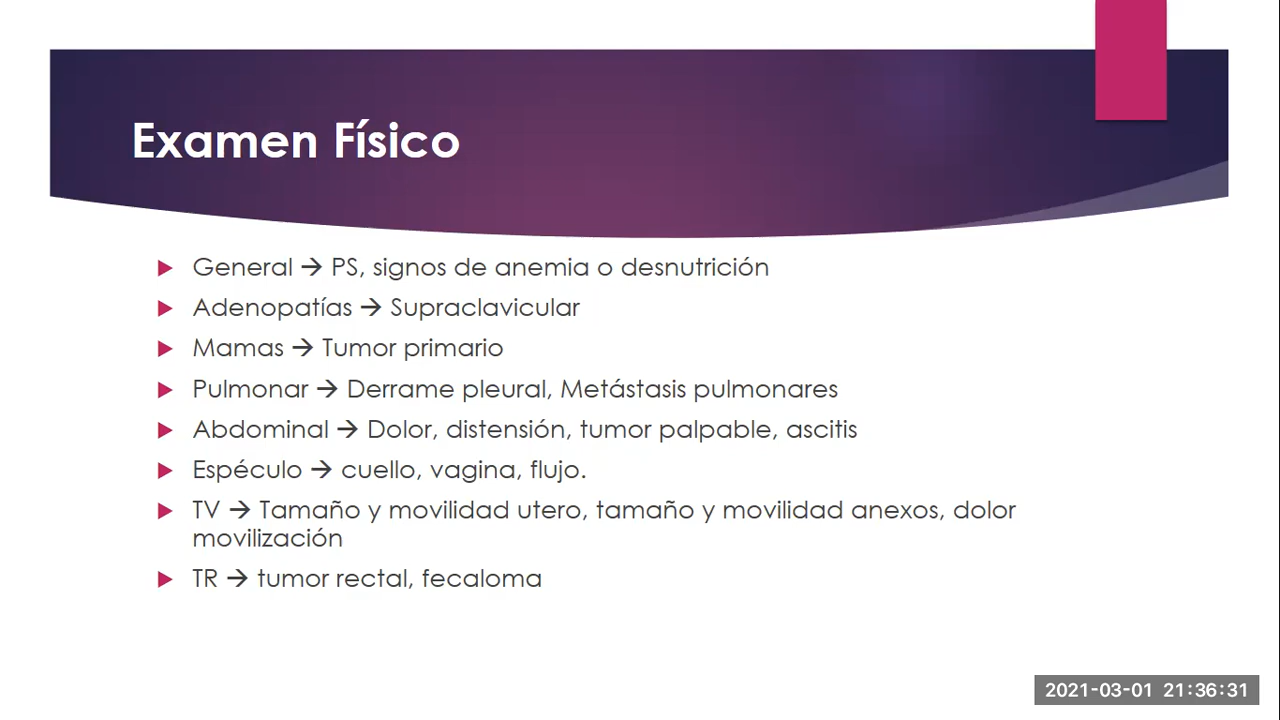 Examen Físico
General → PS, signos de anemia o desnutrición
Adenopatías → Supraclavicular
Mamas → Tumor primario
Pulmonar → Derrame pleural, Metástasis pulmonares
Abdominal → Dolor, distensión, tumor palpable, ascitis
Espéculo → cuello, vagina, flujo.
TV → Tamaño y movilidad utero, tamaño y movilidad anexos, dolor
movilización
TR → tumor rectal, fecaloma
2021-03-01 21:36:31